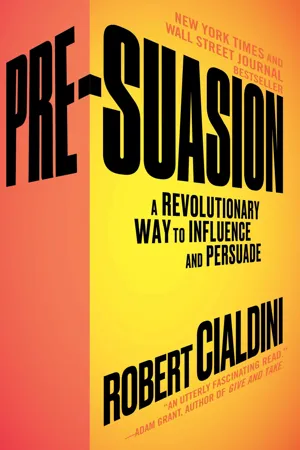 NEW YORK TIMES AND
WALL STREET JOURNAL
BESTSELLER
PRE-SUASION
A REVOLUTIONARY
WAY TO INFLUENCE
AND PERSUADE
ROBERT CIALDINI
"AN UTTERLY FASCINATING READ."
—ADAM GRANT, AUTHOR OF GIVE AND TAKE